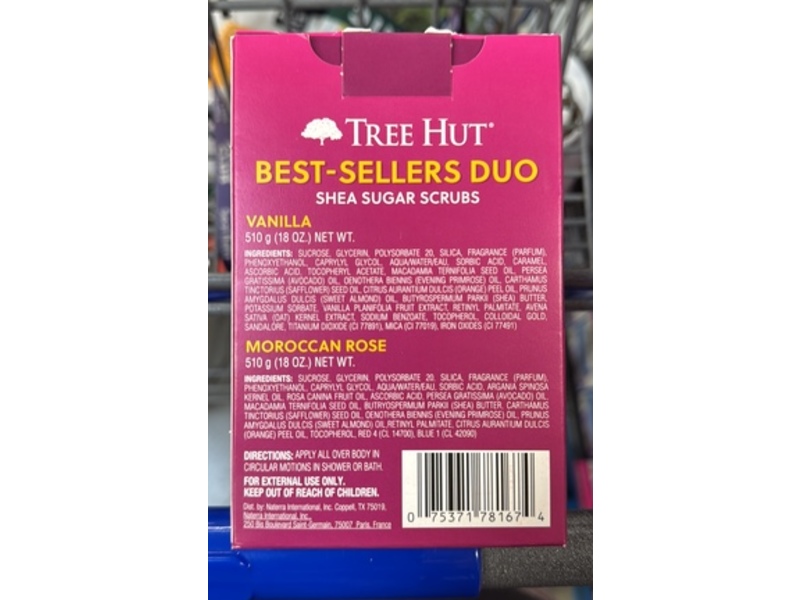 TREE HUT®
BEST-SELLERS DUO
SHEA SUGAR SCRUBS
VANILLA
510 g (18 OZ.) NET WT.
INGREDIENTS: SUCROSE, GLYCERIN, POLYSORBATE 20, SILICA, FRAGRANCE (PARFUM),
PHENOXYETHANOL, CAPRYLYL GLYCOL, AQUA/WATER/EAU, SORBIC ACID, CARAMEL,
ASCORBIC ACID, TOCOPHERYL ACETATE, MACADAMIA TERNIFOLIA SEED OIL, PERSEA
GRATISSIMA (AVOCADO) OIL, OENOTHERA BIENNIS (EVENING PRIMROSE) OIL, CARTHAMUS
TINCTORIUS (SAFFLOWER) SEED OIL, CITRUS AURANTIUM DULCIS (ORANGE) PEEL OIL, PRUNUS
AMYGDALUS DULCIS (SWEET ALMOND) OIL, BUTYROSPERMUM PARKII (SHEA) BUTTER,
POTASSIUM SORBATE, VANILLA PLANIFOLIA FRUIT EXTRACT, RETINYL PALMITATE, AVENA
SATIVA (OAT) KERNEL EXTRACT, SODIUM BENZOATE, TOCOPHEROL, COLLOIDAL GOLD,
SANDALORE, TITANIUM DIOXIDE (CI 77891), MICA (CI 77019), IRON OXIDES (CI 77491)
MOROCCAN ROSE
510 g (18 OZ.) NET WT.
INGREDIENTS: SUCROSE, GLYCERIN, POLYSORBATE 20, SILICA, FRAGRANCE (PARFUM),
PHENOXYETHANOL, CAPRYLYL GLYCOL, AQUA/WATER/EAU, SORBIC ACID, ARGANIA SPINOSA
KERNEL OIL, ROSA CANINA FRUIT OIL, ASCORBIC ACID, PERSEA GRATISSIMA (AVOCADO) OIL,
MACADAMIA TERNIFOLIA SEED OIL, BUTYROSPERMUM PARKII (SHEA) BUTTER, CARTHAMUS
TINCTORIUS (SAFFLOWER) SEED OIL, OENOTHERA BIENNIS (EVENING PRIMROSE) OIL, PRUNUS
AMYGDALUS DULCIS (SWEET ALMOND) OIL,RETINYL PALMITATE, CITRUS AURANTIUM DULCIS
(ORANGE) PEEL OIL, TOCOPHEROL, RED 4 (CL 14700), BLUE 1 (CL 42090)
DIRECTIONS: APPLY ALL OVER BODY IN
CIRCULAR MOTIONS IN SHOWER OR BATH.
FOR EXTERNAL USE ONLY.
KEEP OUT OF REACH OF CHILDREN.
Dist. by: Naterra International, Inc. Coppell, TX 75019.
Naterra International, Inc.
250 Bis Boulevard Saint-Germain, 75007 Paris, France
0 75371 78167 4